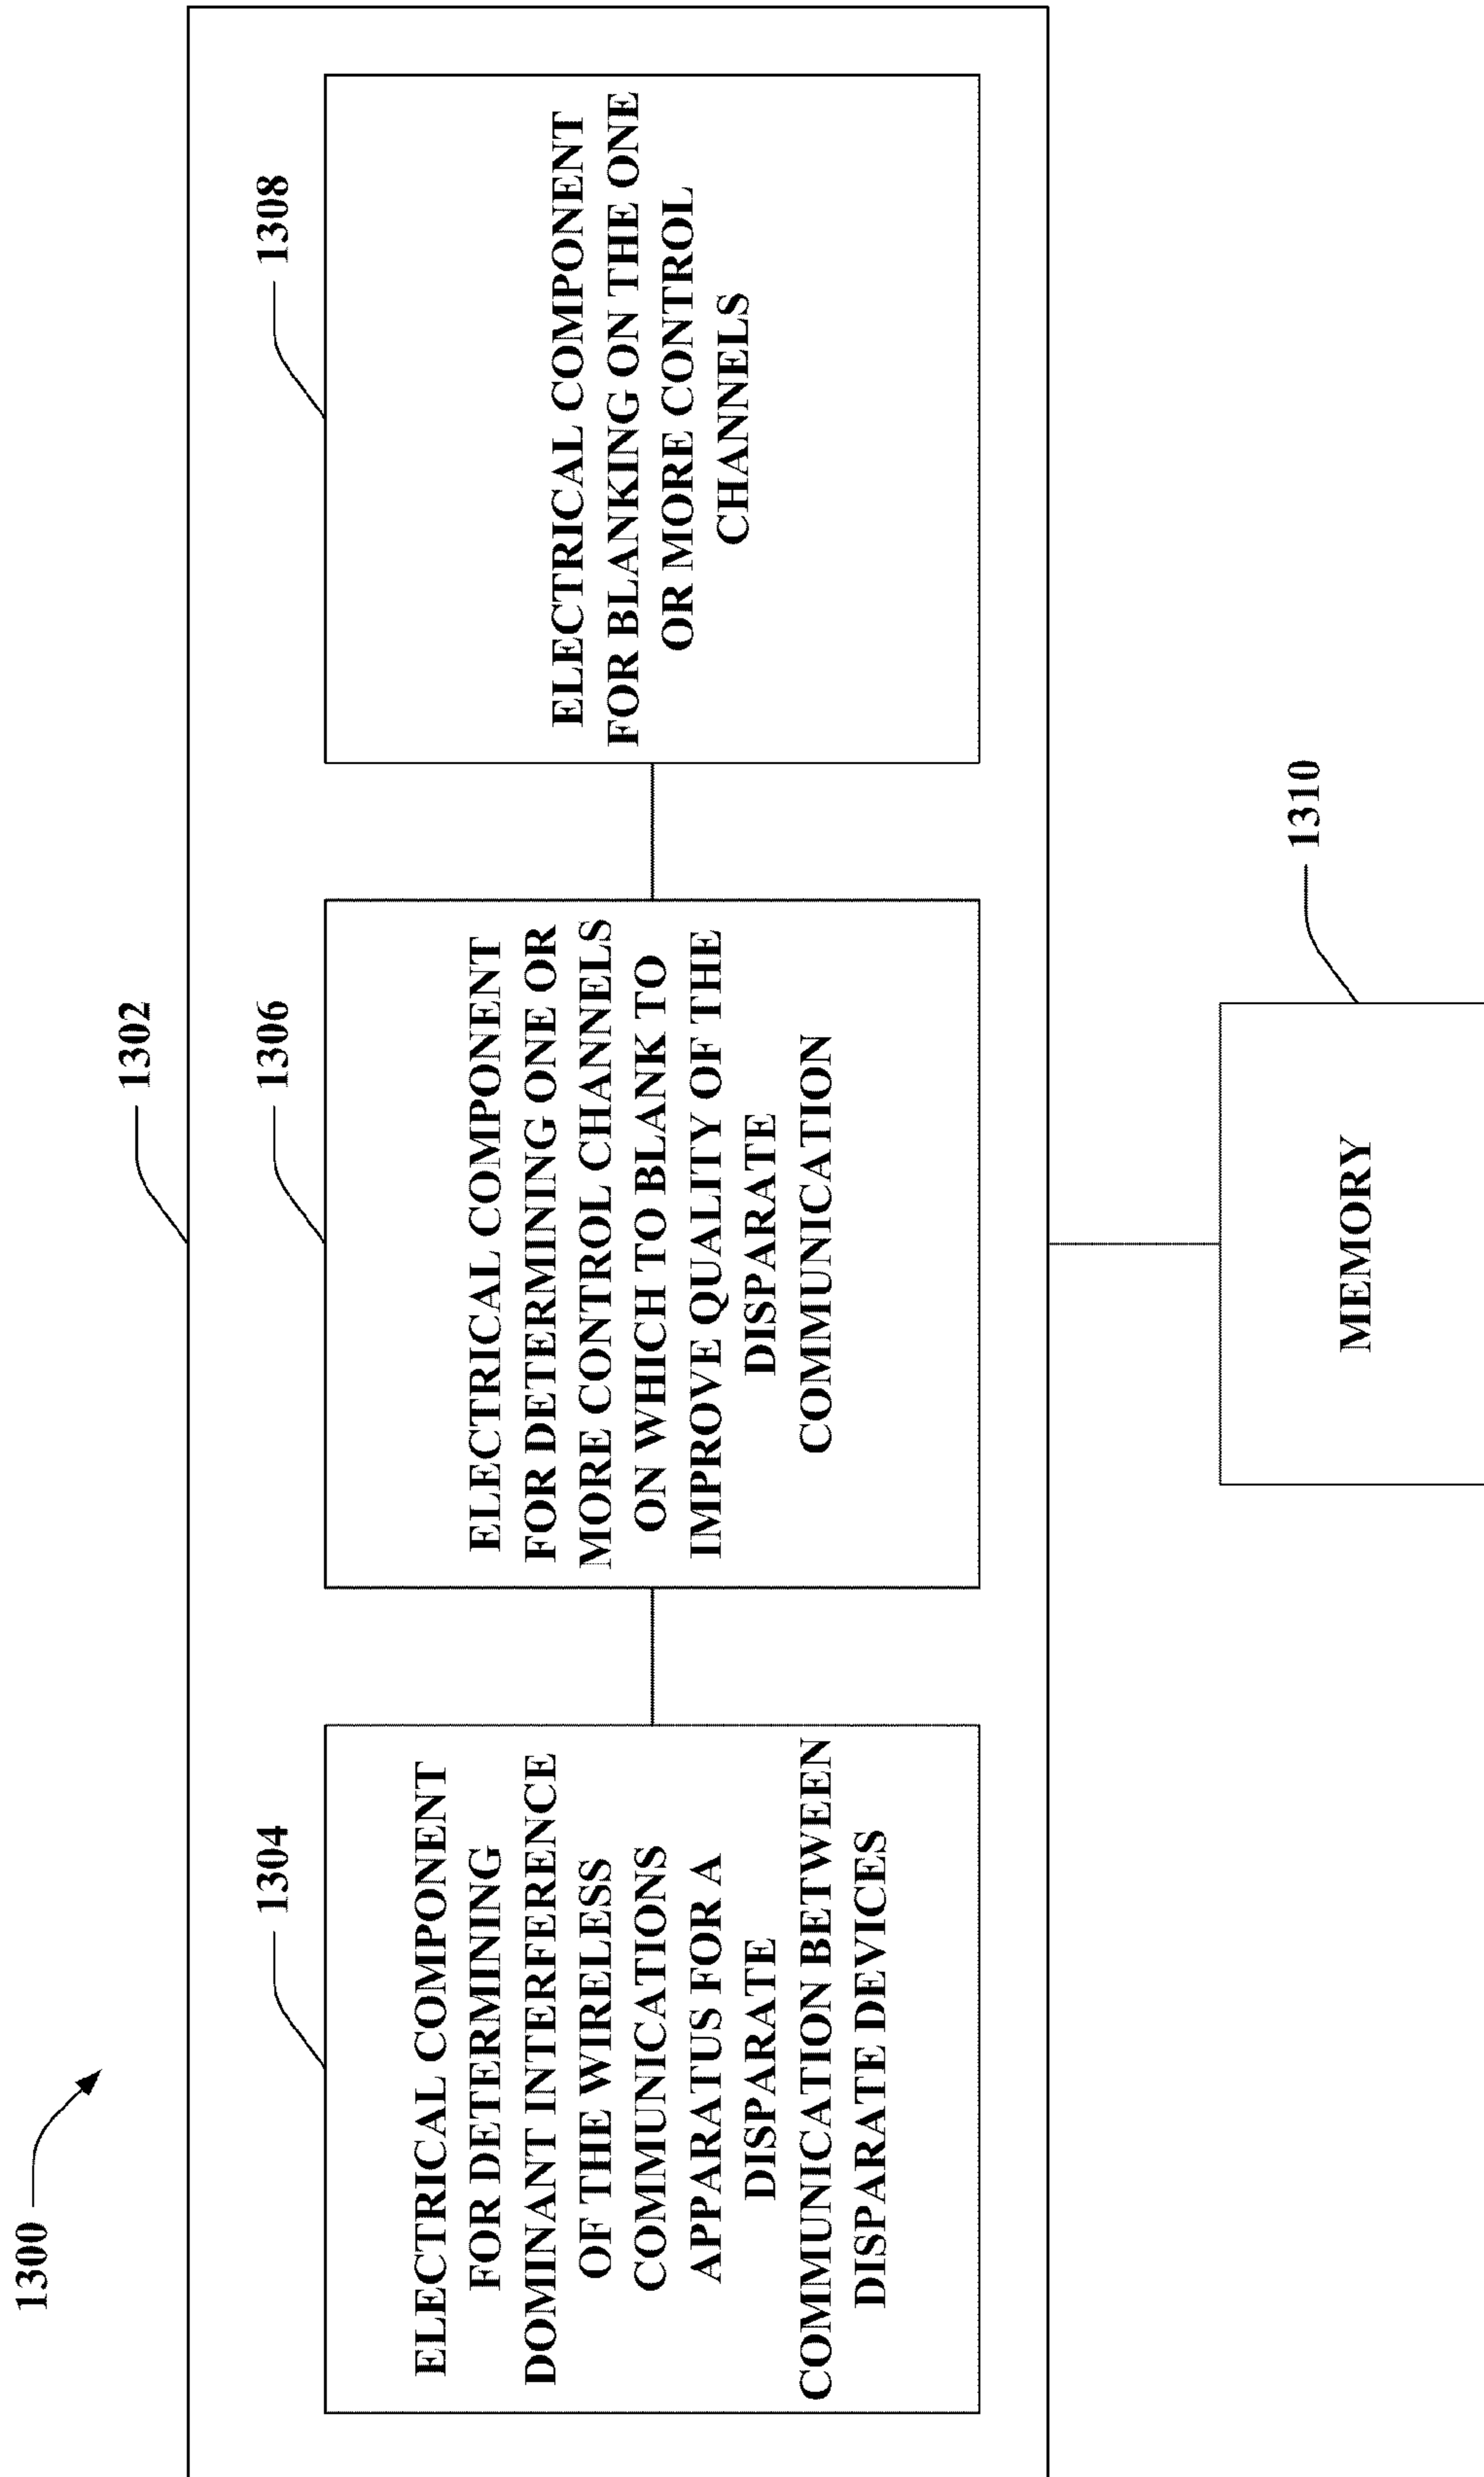 1300
1302
1304
ELECTRICAL COMPONENT
FOR DETERMINING
DOMINANT INTERFERENCE
OF THE WIRELESS
COMMUNICATIONS
APPARATUS FOR A
DISPARATE
COMMUNICATION BETWEEN
DISPARATE DEVICES
1306
ELECTRICAL COMPONENT
FOR DETERMINING ONE OR
MORE CONTROL CHANNELS
ON WHICH TO BLANK TO
IMPROVE QUALITY OF THE
DISPARATE
COMMUNICATION
1308
ELECTRICAL COMPONENT
FOR BLANKING ON THE ONE
OR MORE CONTROL
CHANNELS
1310
MEMORY